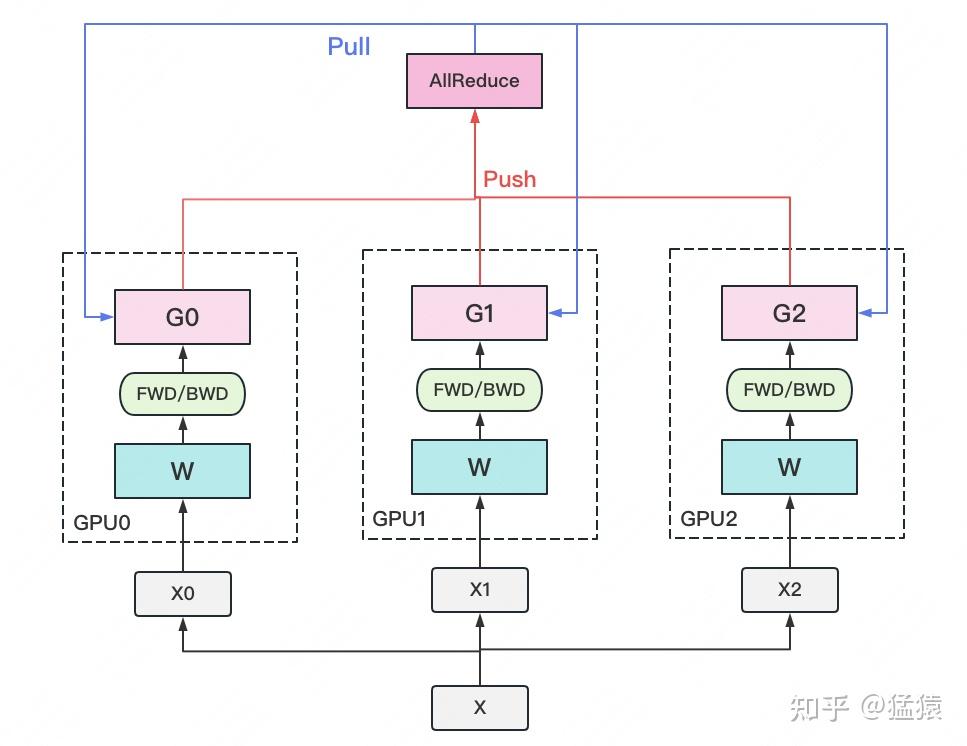 Pull
AllReduce
Push
G0
G1
G2
FWD/BWD
FWD/BWD
FWD/BWD
W
W
W
GPU0
GPU1
GPU2
X0
X1
X2
X
知乎 @猛猿